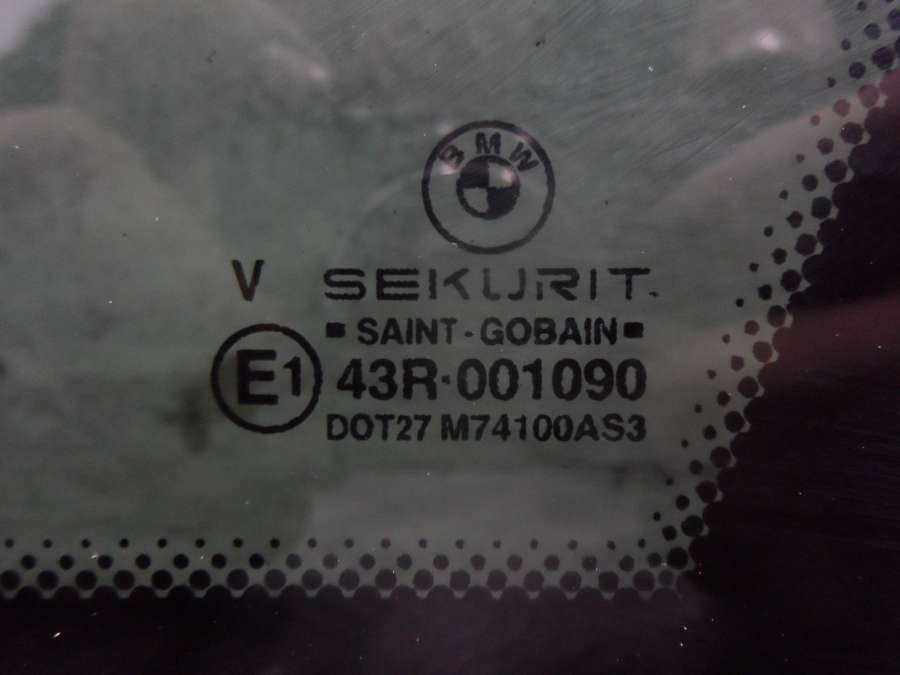 BMW
V SEKURIT
SAINT-GOBAIN
E1 43R-001090
DOT27 M74100AS3